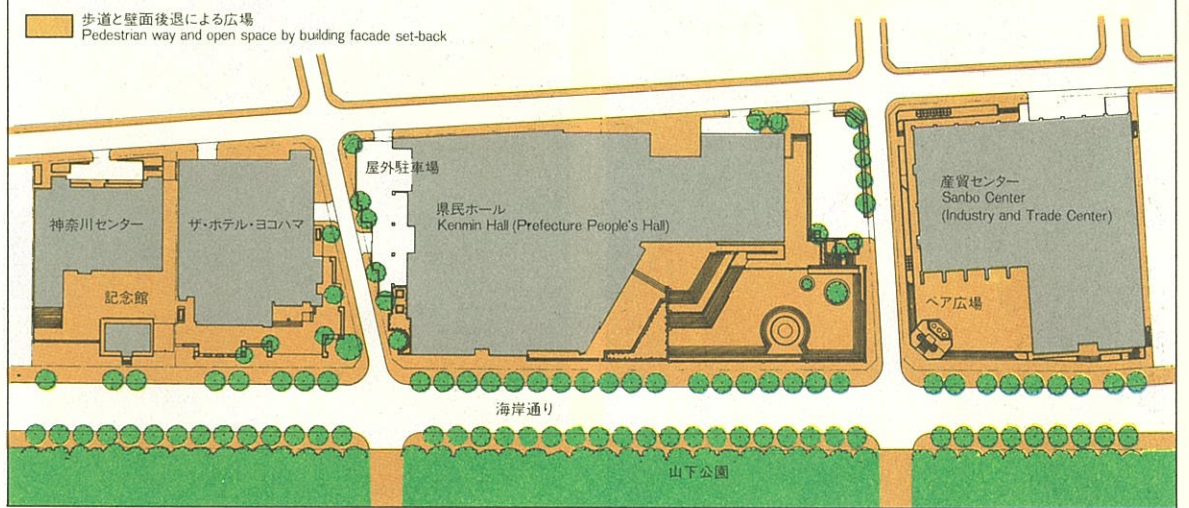 歩道と壁面後退による広場
Pedestrian way and open space by building facade set-back
屋外駐車場
神奈川センター
ザ・ホテル・ヨコハマ
県民ホール
Kenmin Hall (Prefecture People's Hall)
産貿センター
Sanbo Center
(Industry and Trade Center)
記念館
ペア広場
海岸通り
山下公園